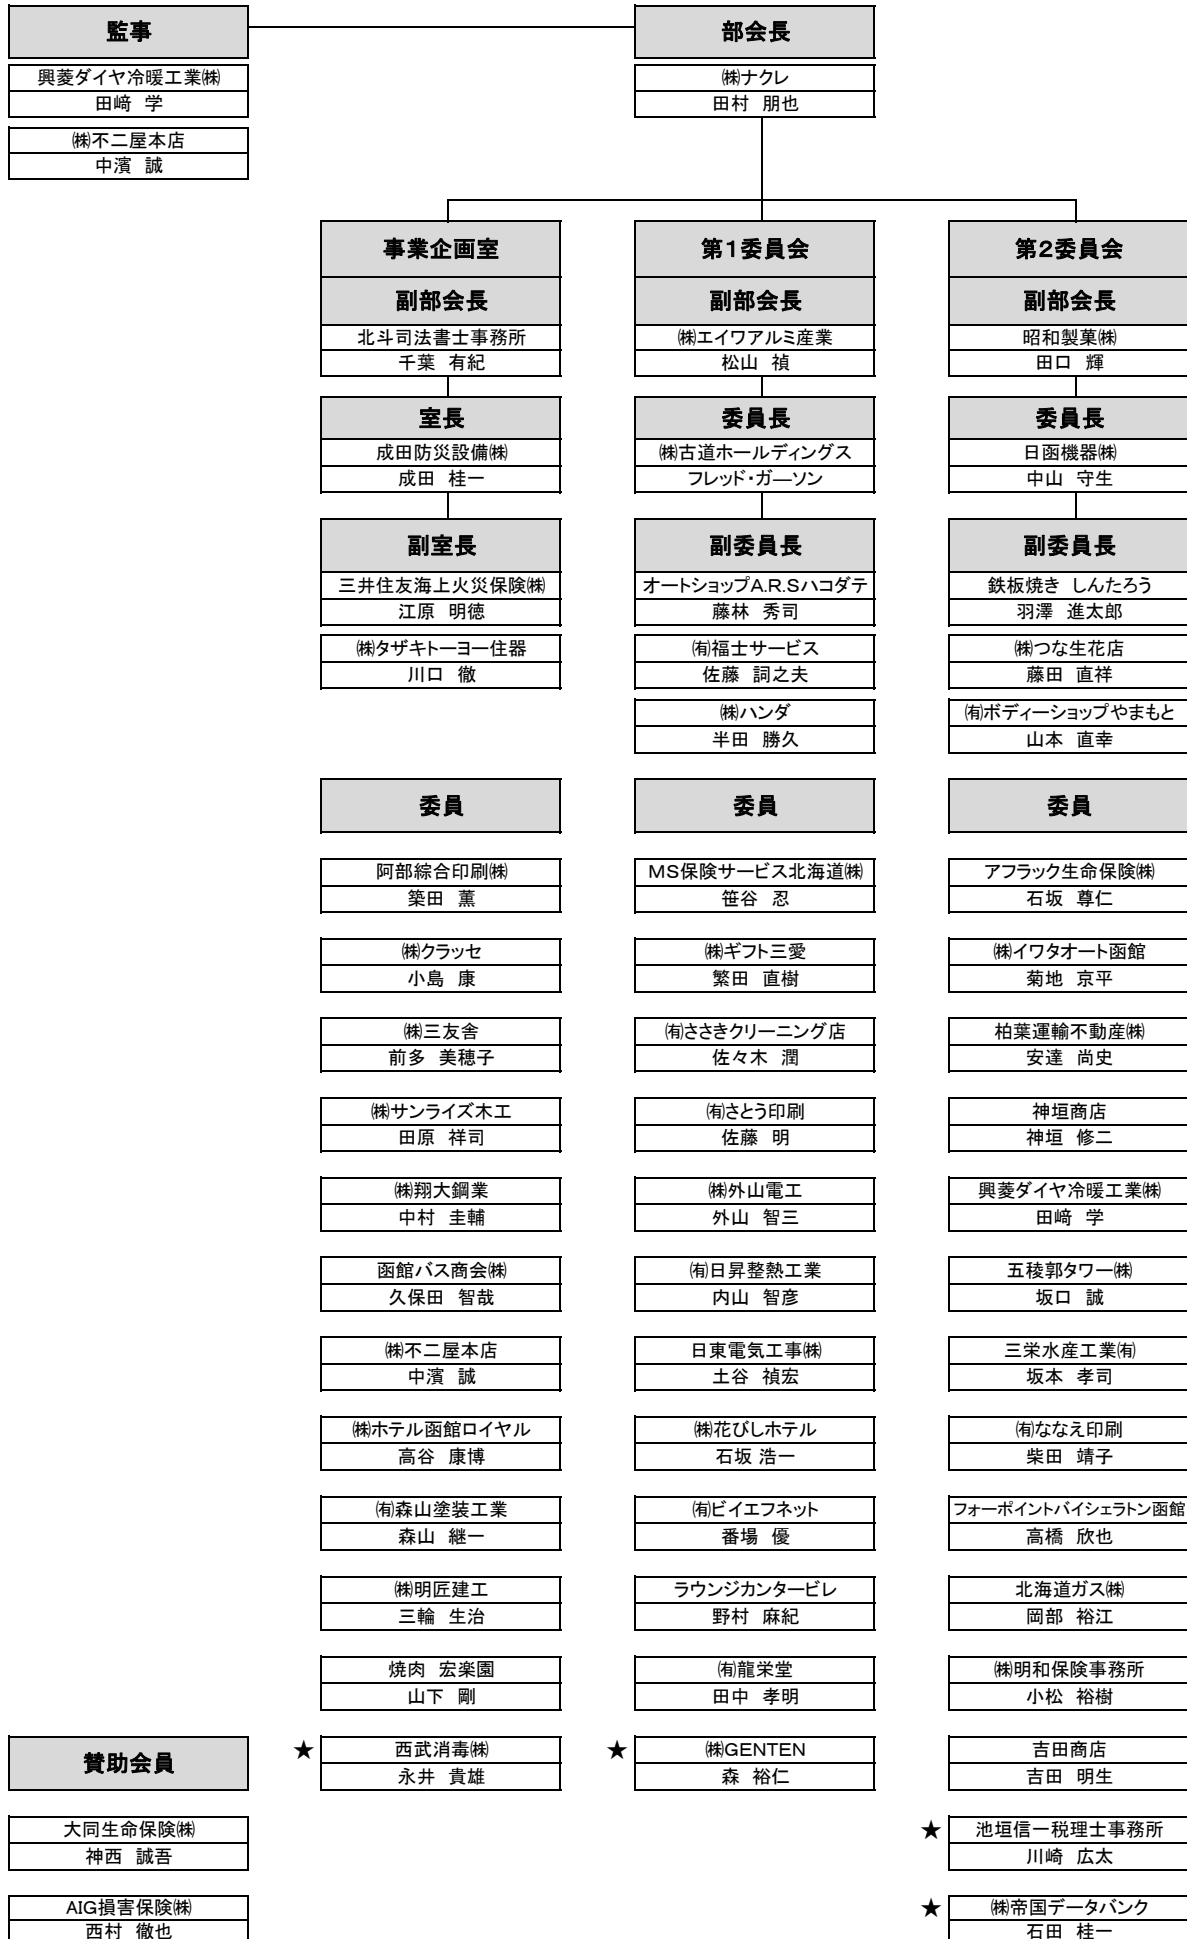 監事
興菱ダイヤ冷暖工業㈱
田﨑 学
㈱不二屋本店
中濱 誠
部会長
㈱ナクレ
田村 朋也
事業企画室
副部会長
北斗司法書士事務所
千葉 有紀
室長
成田防災設備㈱
成田 桂一
副室長
三井住友海上火災保険㈱
江原 明徳
㈱タザキトーヨー住器
川口 徹
委員
阿部綜合印刷㈱
築田 薫
㈱クラッセ
小島 康
㈱三友舎
前多 美穂子
㈱サンライズ木工
田原 祥司
㈱翔大鋼業
中村 圭輔
函館バス商会㈱
久保田 智哉
㈱不二屋本店
中濱 誠
㈱ホテル函館ロイヤル
高谷 康博
㈲森山塗装工業
森山 継一
㈱明匠建工
三輪 生治
焼肉 宏楽園
山下 剛
★ 西武消毒㈱
永井 貴雄
第1委員会
副部会長
㈱エイワアルミ産業
松山 禎
委員長
㈱古道ホールディングス
フレッド・ガ―ソン
副委員長
オートショップA.R.Sハコダテ
藤林 秀司
㈲福士サービス
佐藤 詞之夫
㈱ハンダ
半田 勝久
委員
MS保険サービス北海道㈱
笹谷 忍
㈱ギフト三愛
繁田 直樹
㈲ささきクリーニング店
佐々木 潤
㈲さとう印刷
佐藤 明
㈱外山電工
外山 智三
㈲日昇整熱工業
内山 智彦
日東電気工事㈱
土谷 禎宏
㈱花びしホテル
石坂 浩一
㈲ビイエフネット
番場 優
ラウンジカンタービレ
野村 麻紀
㈲龍栄堂
田中 孝明
★ ㈱GENTEN
森 裕仁
第2委員会
副部会長
昭和製菓㈱
田口 輝
委員長
日函機器㈱
中山 守生
副委員長
鉄板焼き しんたろう
羽澤 進太郎
㈱つな生花店
藤田 直祥
㈲ボディーショップやまもと
山本 直幸
委員
アフラック生命保険㈱
石坂 尊仁
㈱イワタオート函館
菊地 京平
柏葉運輸不動産㈱
安達 尚史
神垣商店
神垣 修二
興菱ダイヤ冷暖工業㈱
田﨑 学
五稜郭タワー㈱
坂口 誠
三栄水産工業㈲
坂本 孝司
㈲ななえ印刷
柴田 靖子
フォーポイントバイシェラトン函館
高橋 欣也
北海道ガス㈱
岡部 裕江
㈱明和保険事務所
小松 裕樹
吉田商店
吉田 明生
★ 池垣信一税理士事務所
川崎 広太
★ ㈱帝国データバンク
石田 桂一
賛助会員
大同生命保険㈱
神西 誠吾
AIG損害保険㈱
西村 徹也